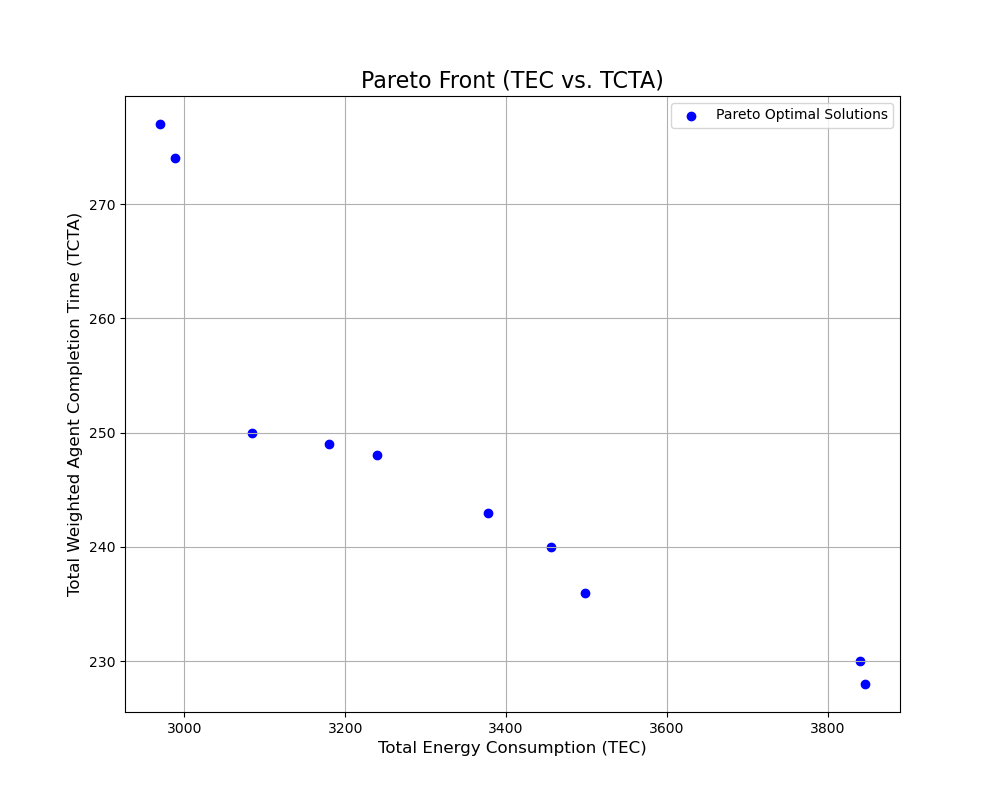 Pareto Front (TEC vs. TCTA)
Pareto Optimal Solutions
Total Weighted Agent Completion Time (TCTA)
270
260
250
240
230
3000 3200 3400 3600 3800
Total Energy Consumption (TEC)